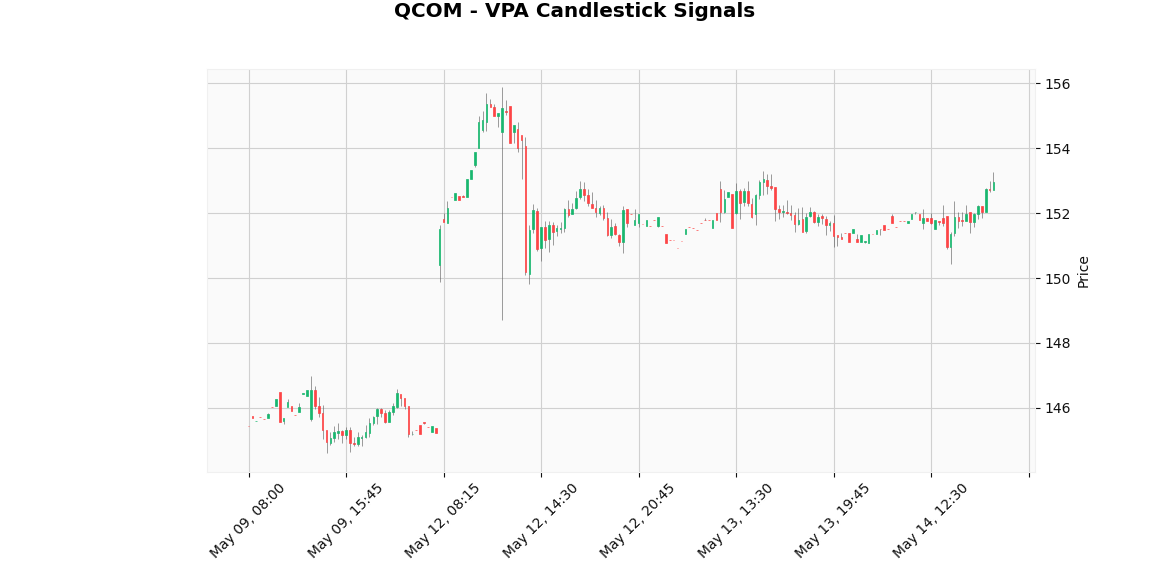 QCOM - VPA Candlestick Signals
156
154
152
150
148
146
Price
May 09, 08:00
May 09, 15:45
May 12, 08:15
May 12, 14:30
May 12, 20:45
May 13, 13:30
May 13, 19:45
May 14, 12:30